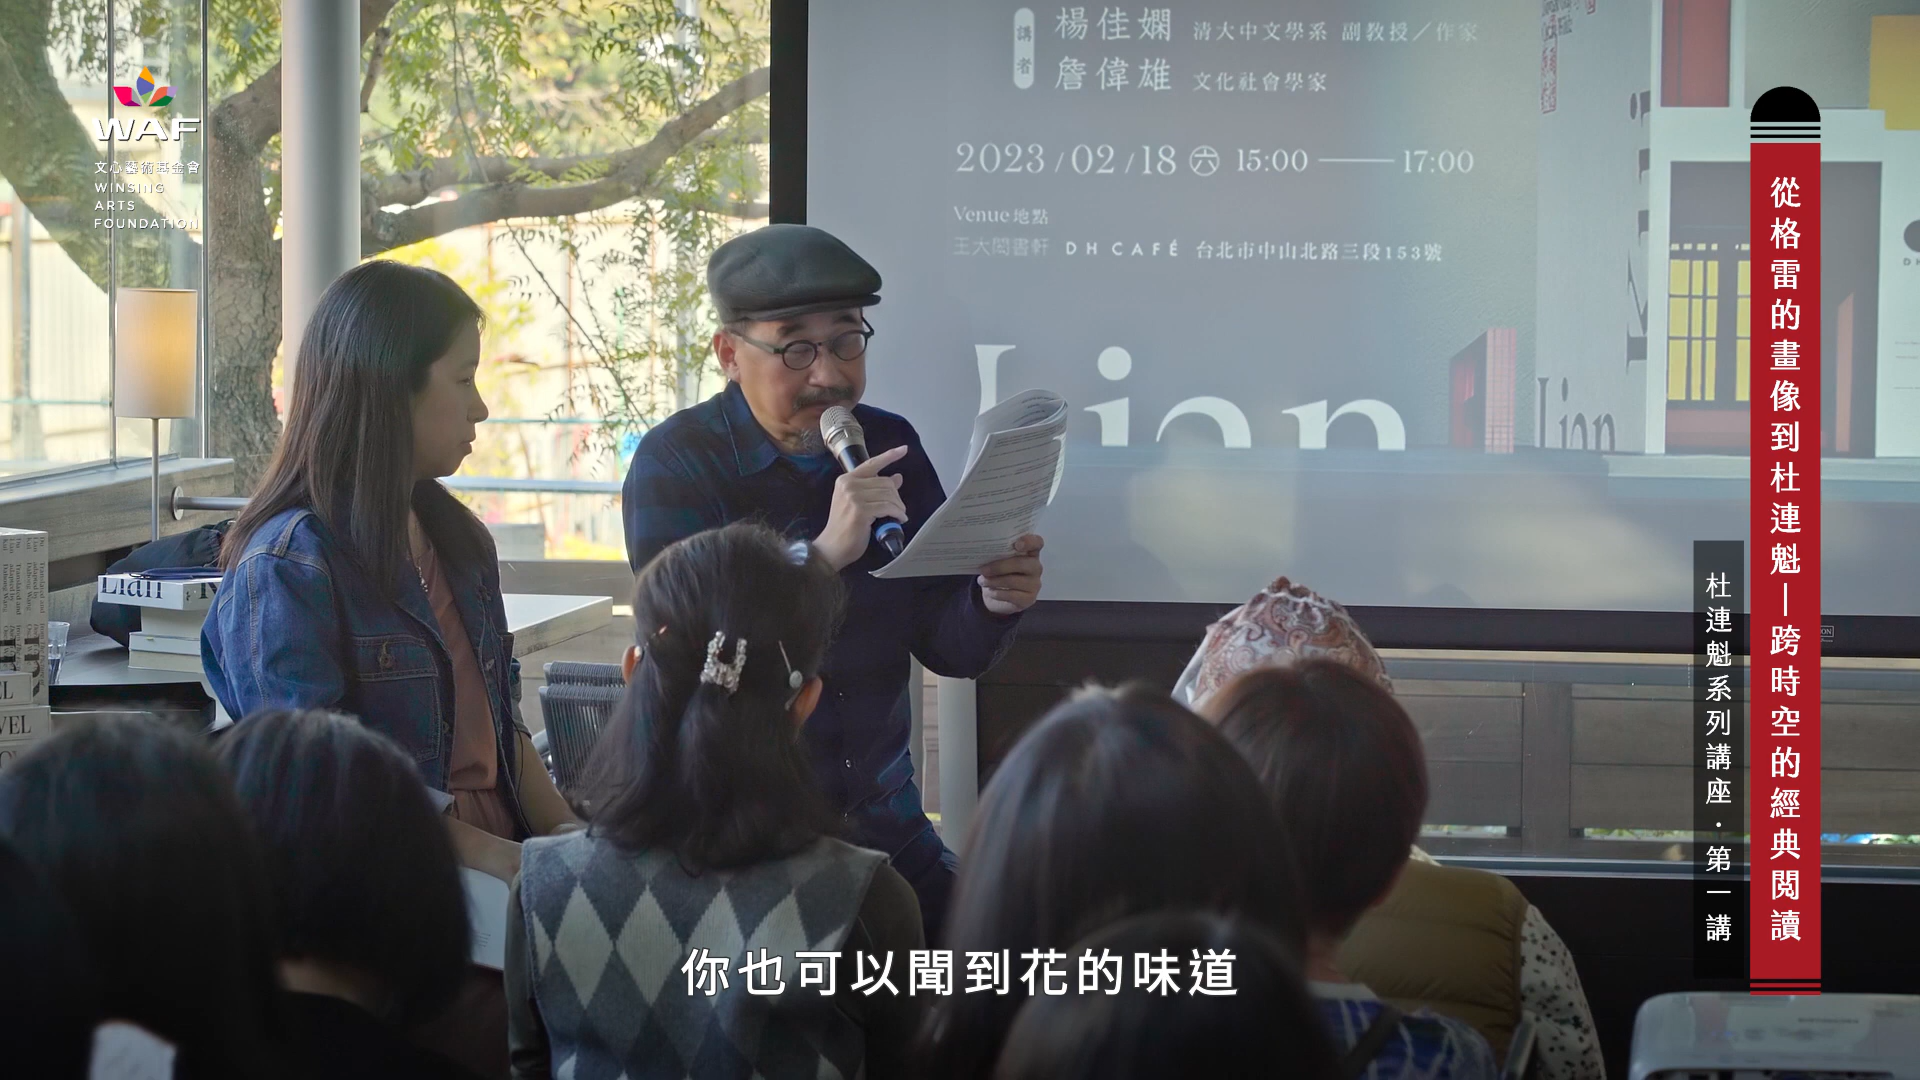 WAF
文心藝術基金會
WINSING
ARTS
FOUNDATION
講者
楊佳嫻 清大中文學系 副教授／作家
詹偉雄 文化社會學家
2023/02/18 六 15:00 —— 17:00
Venue 地點
王大閎書軒 DH CAFÉ 台北市中山北路三段153號
Lian
Lian
從格雷的畫像到杜連魁—跨時空的經典閱讀
杜連魁系列講座．第一講
Lian
VEL
你也可以聞到花的味道